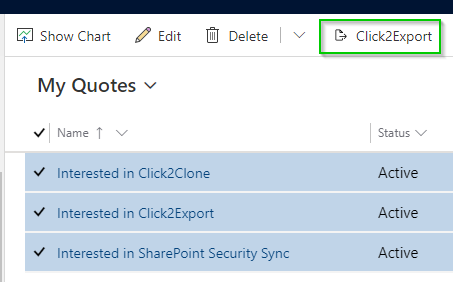 Show Chart Edit Delete Click2Export
My Quotes
Name Status
Interested in Click2Clone Active
Interested in Click2Export Active
Interested in SharePoint Security Sync Active